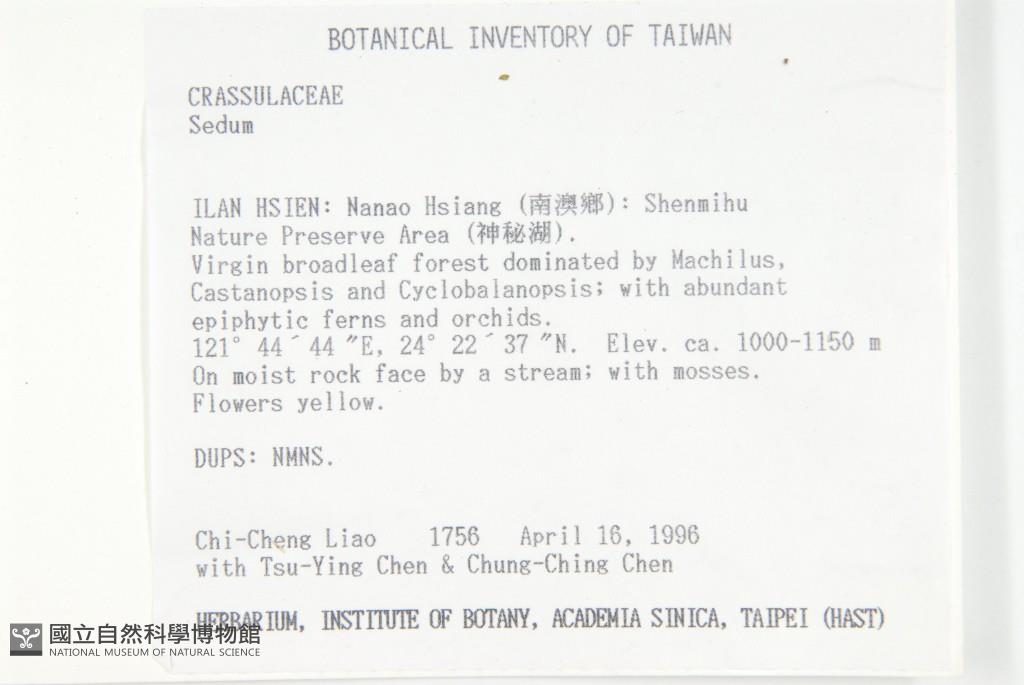 BOTANICAL INVENTORY OF TAIWAN
CRASSULACEAE
Sedum
ILAN HSIEN: Nanao Hsiang (南澳鄉): Shenmihu
Nature Preserve Area (神秘湖).
Virgin broadleaf forest dominated by Machilus,
Castanopsis and Cyclobalanopsis; with abundant
epiphytic ferns and orchids.
121° 44´44 ″E, 24° 22´37 ″N. Elev. ca. 1000-1150 m
On moist rock face by a stream; with mosses.
Flowers yellow.
DUPS: NMNS.
Chi-Cheng Liao 1756 April 16, 1996
with Tsu-Ying Chen & Chung-Ching Chen
HERBARIUM, INSTITUTE OF BOTANY, ACADEMIA SINICA, TAIPEI (HAST)
國立自然科學博物館
NATIONAL MUSEUM OF NATURAL SCIENCE